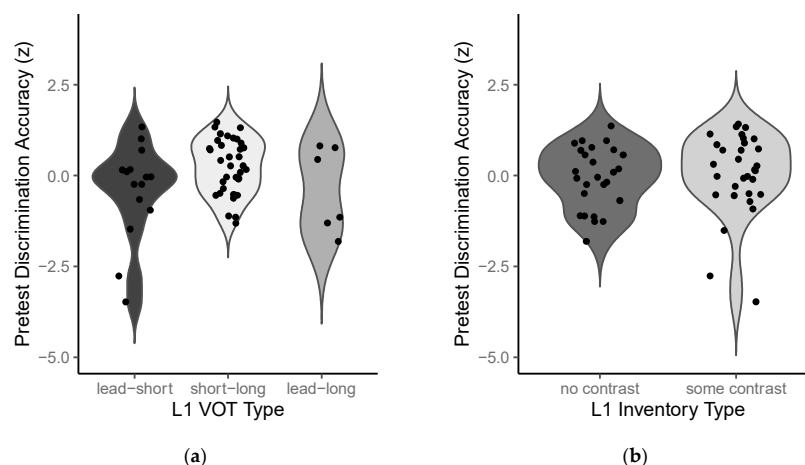 Pretest Discrimination Accuracy (z)
2.5
0.0
−2.5
−5.0
lead−short short−long lead−long
L1 VOT Type
(a)
Pretest Discrimination Accuracy (z)
2.5
0.0
−2.5
−5.0
no contrast some contrast
L1 Inventory Type
(b)